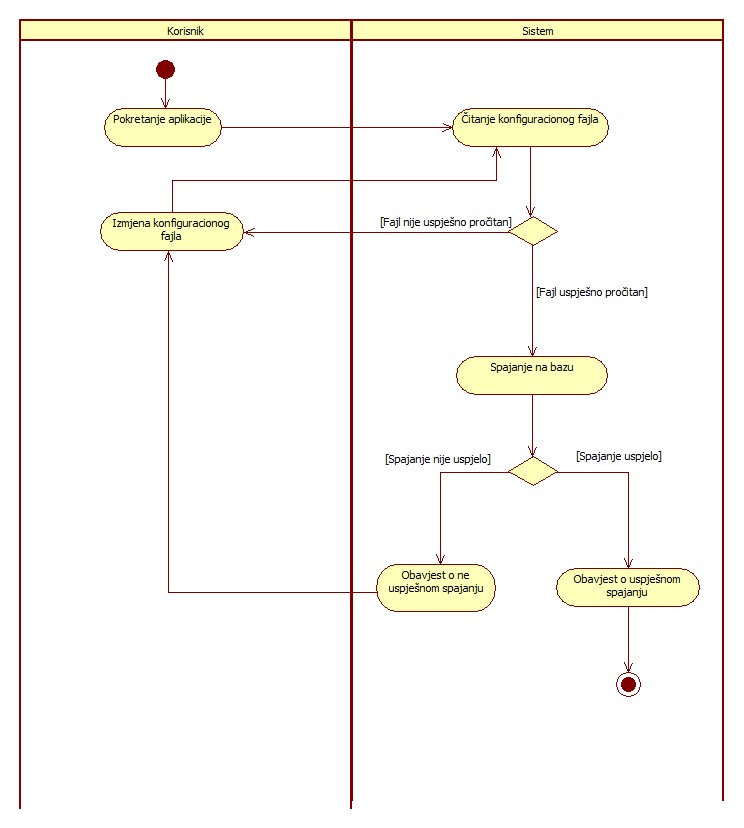 Korisnik
Sistem
Pokretanje aplikacije
Čitanje konfiguracionog fajla
Izmjena konfiguracionog
fajla
[Fajl nije uspješno pročitan]
[Fajl uspješno pročitan]
Spajanje na bazu
[Spajanje nije uspjelo]
[Spajanje uspjelo]
Obavjest o ne
uspješnom spajanju
Obavjest o uspješnom
spajanju